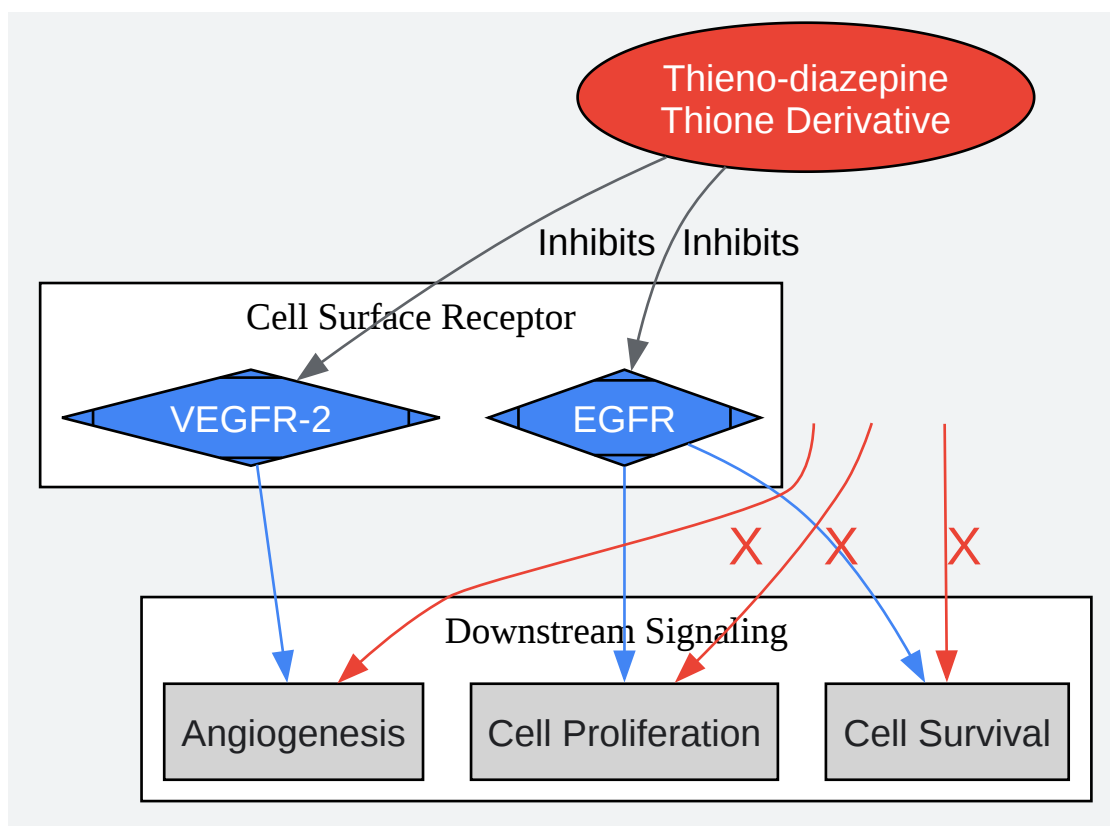 Thieno-diazepine
Thione Derivative
Inhibits
Inhibits
Cell Surface Receptor
VEGFR-2
EGFR
X
X
X
Downstream Signaling
Angiogenesis
Cell Proliferation
Cell Survival